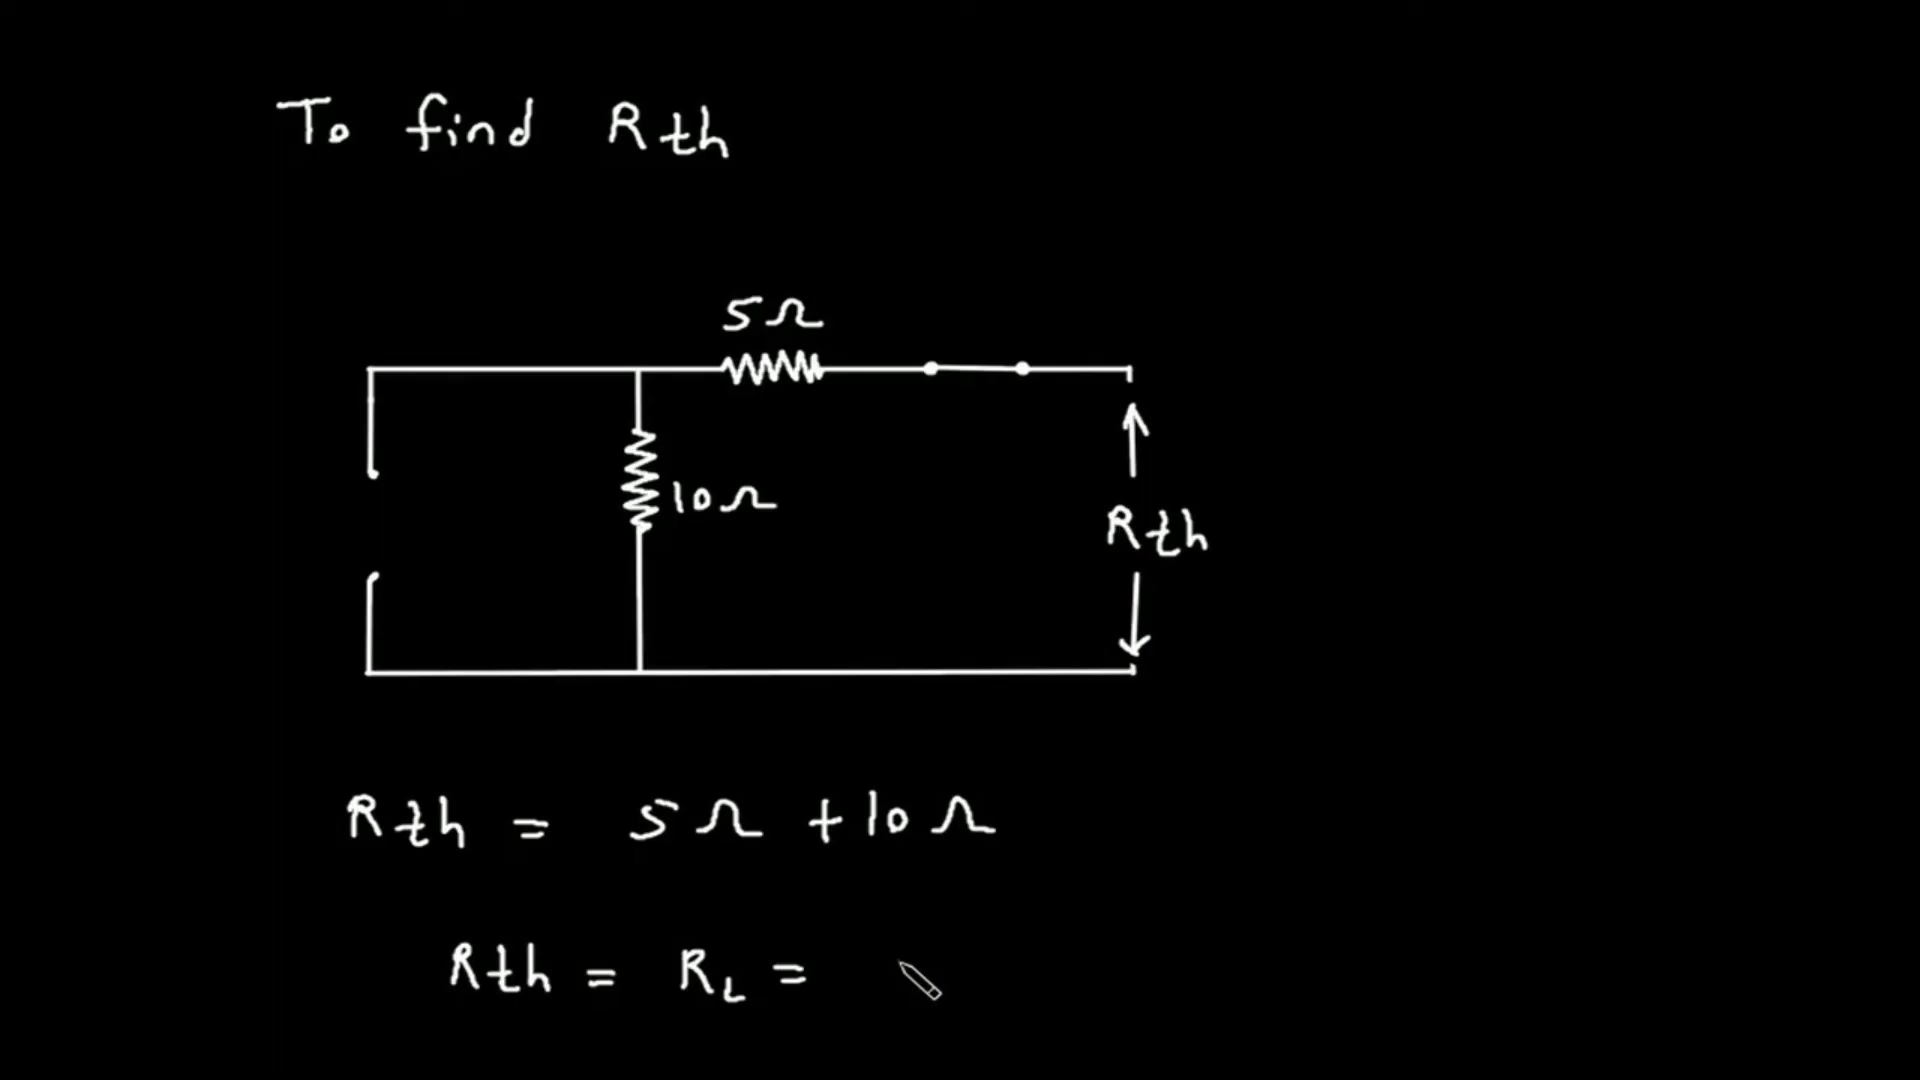 To find Rth
5Ω
10Ω
Rth
Rth = 5Ω + 10Ω
Rth = RL =